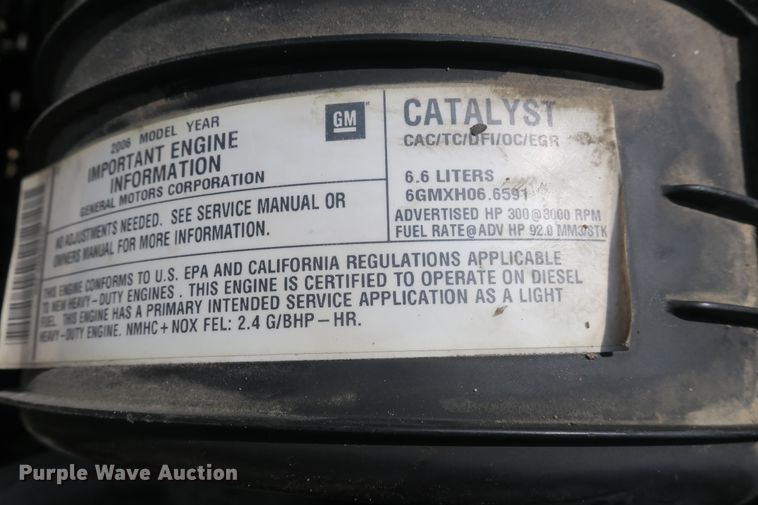 2006 MODEL YEAR
IMPORTANT ENGINE
INFORMATION
GENERAL MOTORS CORPORATION
GM
NO ADJUSTMENTS NEEDED. SEE SERVICE MANUAL OR
OWNERS MANUAL FOR MORE INFORMATION.
CATALYST
CAC/TC/DFI/OC/EGR
6.6 LITERS
6GMXH06.6591
ADVERTISED HP 300@3000 RPM
FUEL RATE@ADV HP 92.0 MM3/STK
THIS ENGINE CONFORMS TO U.S. EPA AND CALIFORNIA REGULATIONS APPLICABLE
TO NEW HEAVY-DUTY ENGINES. THIS ENGINE IS CERTIFIED TO OPERATE ON DIESEL
FUEL. THIS ENGINE HAS A PRIMARY INTENDED SERVICE APPLICATION AS A LIGHT
HEAVY-DUTY ENGINE. NMHC+NOX FEL: 2.4 G/BHP-HR.
Purple Wave Auction